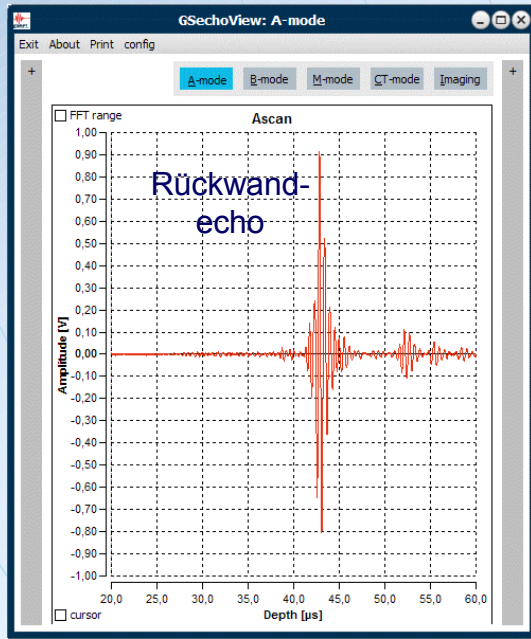 GSechoView: A-mode
Exit About Print config
+ A-mode B-mode M-mode CT-mode Imaging +
FFT range
Ascan
Rückwand-
echo
Amplitude [V]
1,00
0,90
0,80
0,70
0,60
0,50
0,40
0,30
0,20
0,10
0,00
-0,10
-0,20
-0,30
-0,40
-0,50
-0,60
-0,70
-0,80
-0,90
-1,00
20,0 25,0 30,0 35,0 40,0 45,0 50,0 55,0 60,0
cursor
Depth [µs]